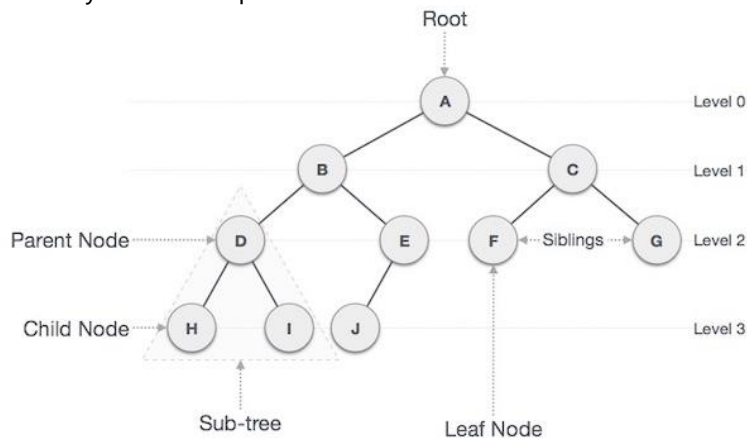 Root
A
Level 0
B
C
Level 1
Parent Node
D
E
F
Siblings
G
Level 2
Child Node
H
I
J
Level 3
Sub-tree
Leaf Node